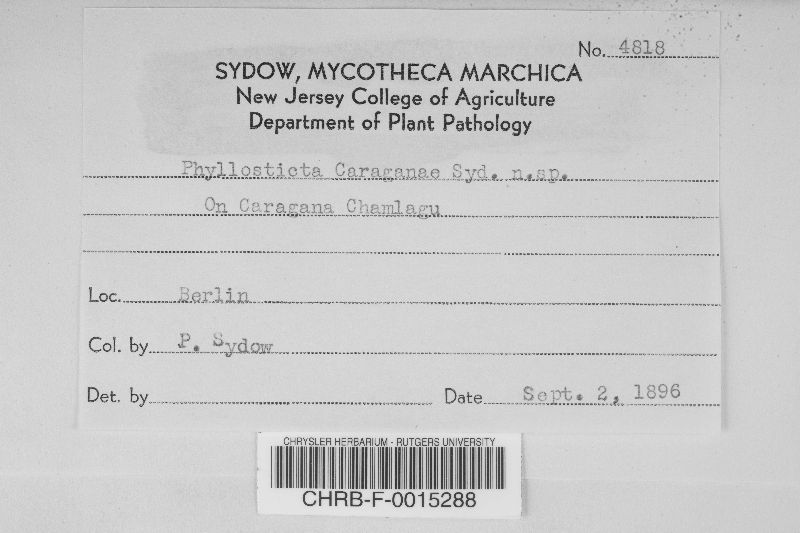 No. 4818
SYDOW, MYCOTHECA MARCHICA
New Jersey College of Agriculture
Department of Plant Pathology
Phyllosticta Caraganae Syd. n.sp.
On Caragana Chamlagu
Loc. Berlin
Col. by P. Sydow
Det. by Date Sept. 2, 1896
CHRYSLER HERBARIUM - RUTGERS UNIVERSITY
CHRB-F-0015288